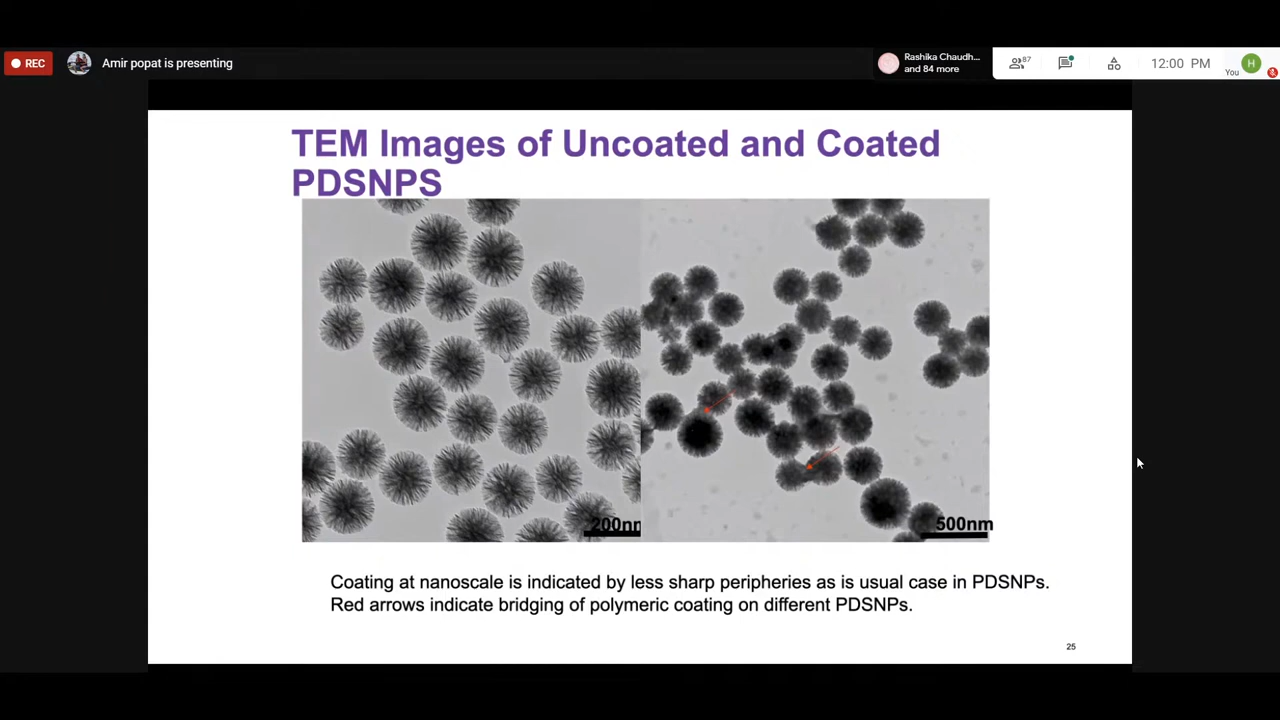 REC
Amir popat is presenting
Rashika Chaudh...
and 84 more
87
12:00 PM
You
H
TEM Images of Uncoated and Coated
PDSNPS
200nm
500nm
Coating at nanoscale is indicated by less sharp peripheries as is usual case in PDSNPs.
Red arrows indicate bridging of polymeric coating on different PDSNPs.
25